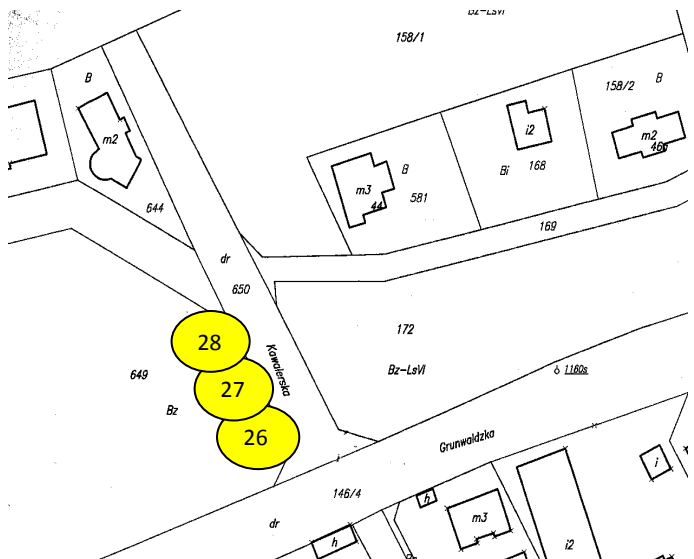 Bz-LsVI
158/1
B
158/2
B
m2
i2
m2
466
B
m3
44
581
Bi
168
644
169
dr
650
172
28
649
27
Kawalerska
Bz-LsVI
1160s
Bz
26
Grunwaldzka
i
i
146/4
h
m3
dr
h
i2